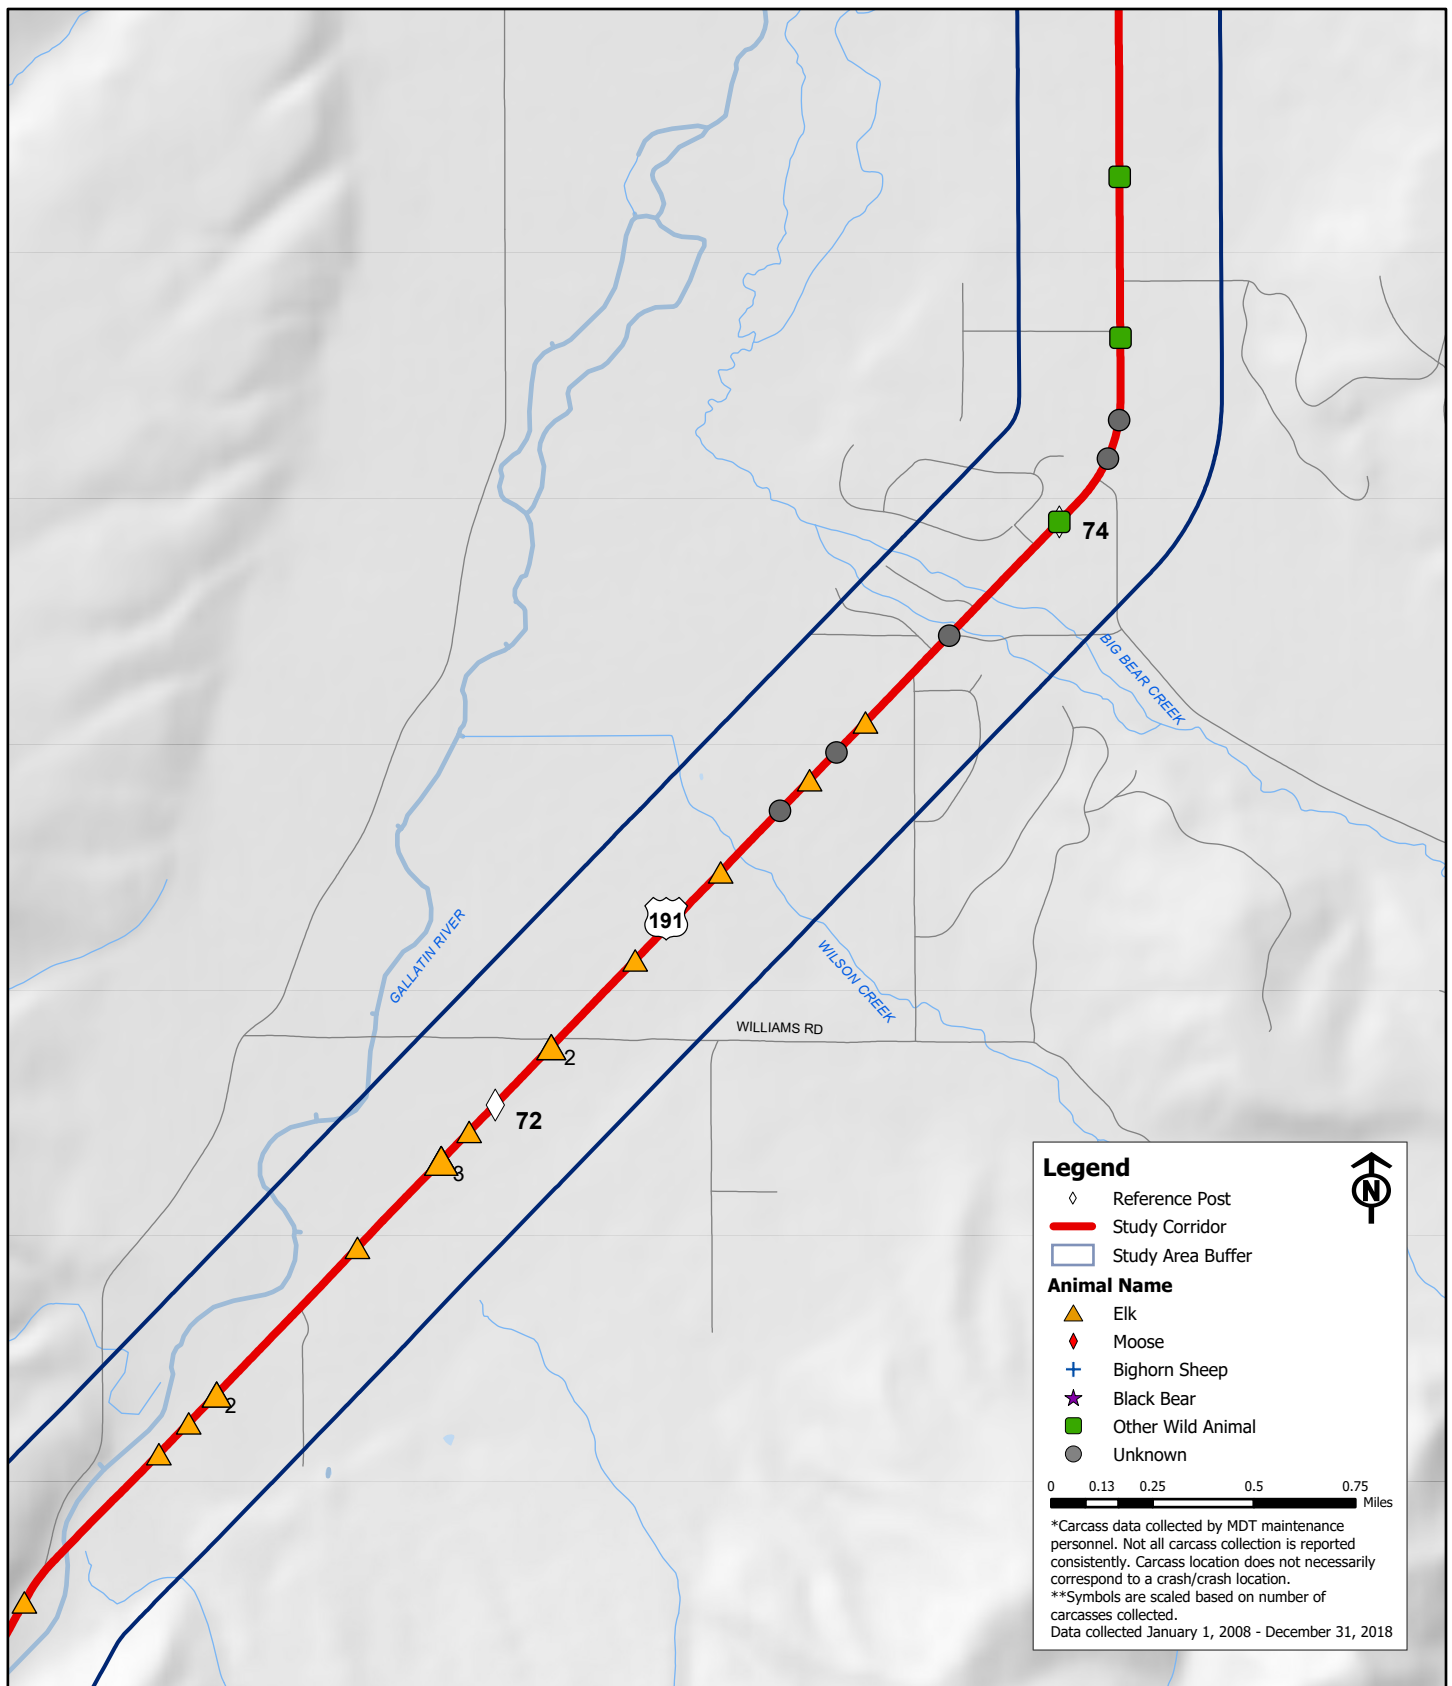 74
BIG BEAR CREEK
191
GALLATIN RIVER
WILSON CREEK
WILLIAMS RD
2
72
3
2
Legend
N
Reference Post
Study Corridor
Study Area Buffer
Animal Name
Elk
Moose
Bighorn Sheep
Black Bear
Other Wild Animal
Unknown
0 0.13 0.25 0.5 0.75
Miles
*Carcass data collected by MDT maintenance
personnel. Not all carcass collection is reported
consistently. Carcass location does not necessarily
correspond to a crash/crash location.
**Symbols are scaled based on number of
carcasses collected.
Data collected January 1, 2008 - December 31, 2018